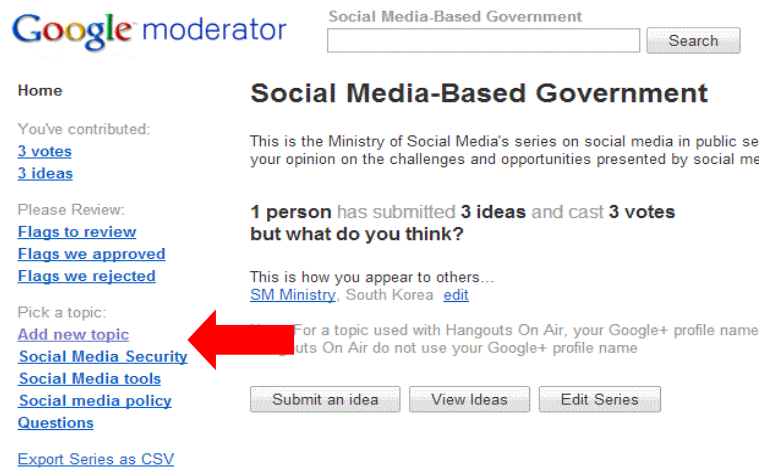 Google moderator
Social Media-Based Government
Search
Home
You've contributed:
3 votes
3 ideas
Please Review:
Flags to review
Flags we approved
Flags we rejected
Pick a topic:
Add new topic
Social Media Security
Social Media tools
Social media policy
Questions
Export Series as CSV
Social Media-Based Government
This is the Ministry of Social Media's series on social media in public se
your opinion on the challenges and opportunities presented by social me
1 person has submitted 3 ideas and cast 3 votes
but what do you think?
This is how you appear to others...
SM Ministry, South Korea edit
For a topic used with Hangouts On Air, your Google+ profile name
outs On Air do not use your Google+ profile name
Submit an idea
View Ideas
Edit Series